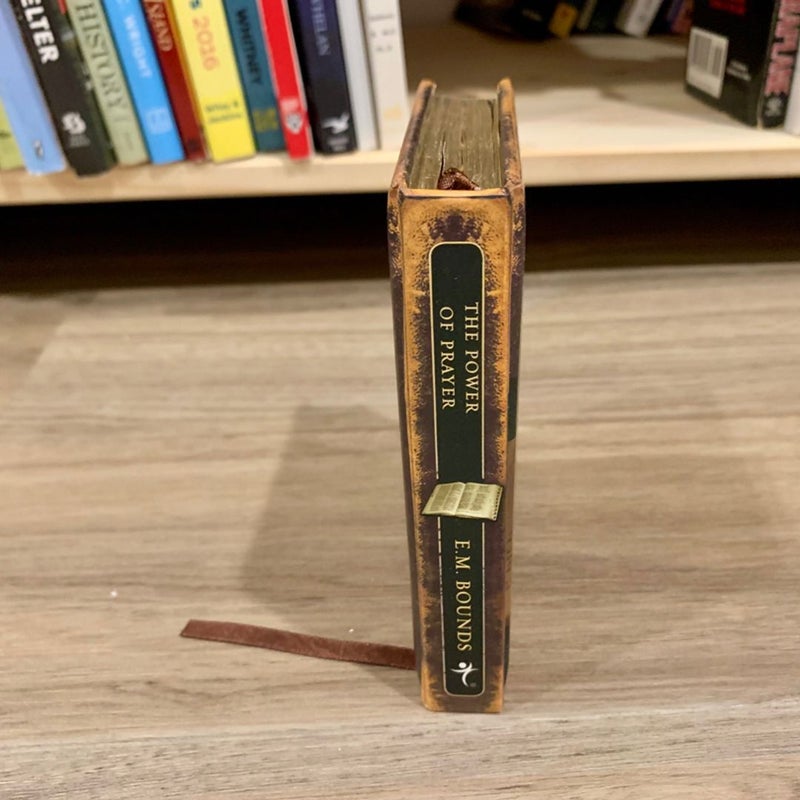 THE POWER
OF PRAYER
E.M. BOUNDS
ELTER
HISTORY
C. WRIGHT
2016
WHITNEY